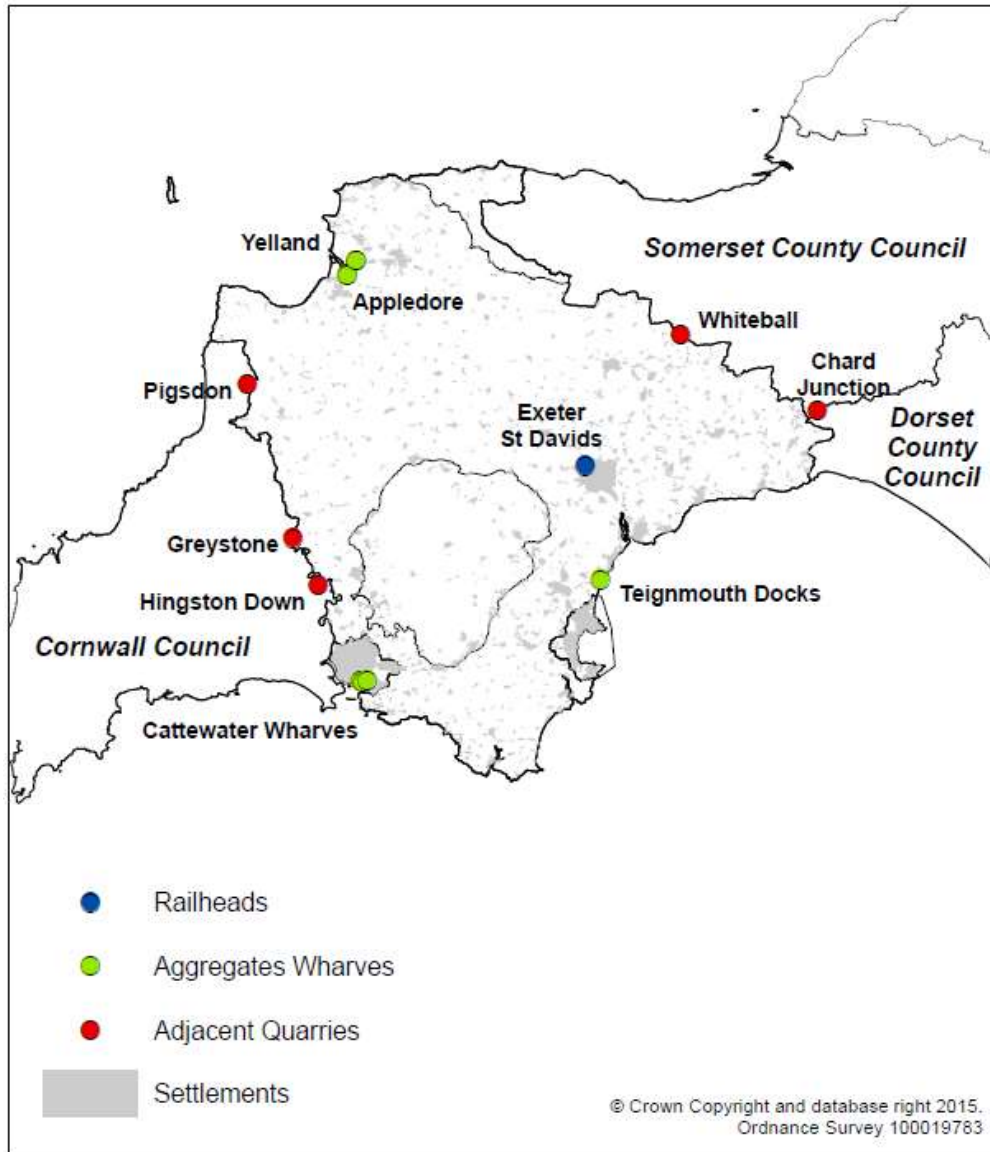 Yelland
Somerset County Council
Appledore
Whiteball
Chard
Junction
Pigsdon
Exeter
St Davids
Dorset
County
Council
Greystone
Hingston Down
Teignmouth Docks
Cornwall Council
Cattewater Wharves
Railheads
Aggregates Wharves
Adjacent Quarries
Settlements
© Crown Copyright and database right 2015.
Ordnance Survey 100019783